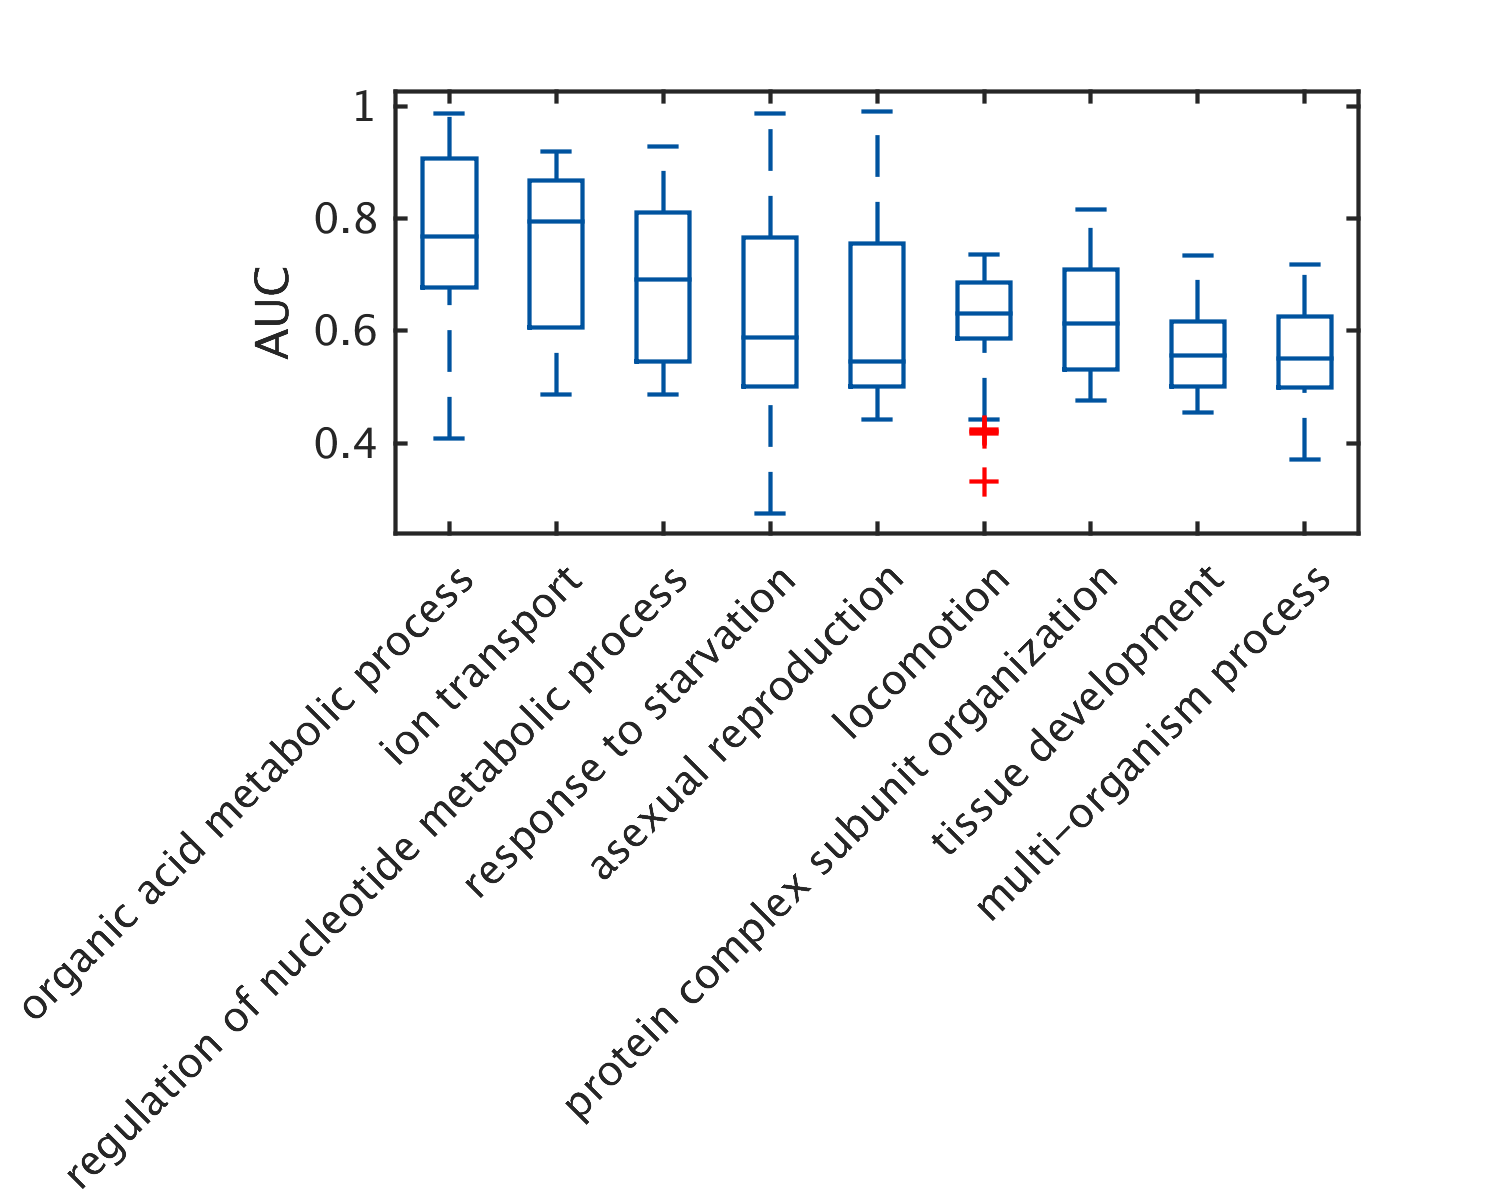 1
0.8
0.6
0.4
AUC
organic acid metabolic process
ion transport
regulation of nucleotide metabolic process
response to starvation
asexual reproduction
locomotion
protein complex subunit organization
tissue development
multi−organism process